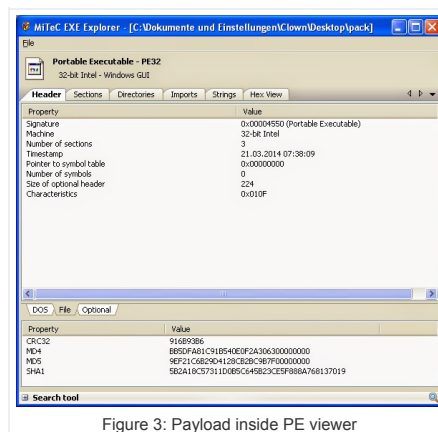 MiTeC EXE Explorer - [C:\Dokumente und Einstellungen\Clown\Desktop\pack]
File
Portable Executable - PE32
32-bit Intel - Windows GUI
Header Sections Directories Imports Strings Hex View
Property Value
Signature 0x00004550 (Portable Executable)
Machine 32-bit Intel
Number of sections 3
Timestamp 21.03.2014 07:38:09
Pointer to symbol table 0x00000000
Number of symbols 0
Size of optional header 224
Characteristics 0x010F
DOS File Optional
Property Value
CRC32 916B93B6
MD4 BB5DFA81C91B540E0F2A306300000000
MD5 9EF21C6B29D4128CB2BC9B7F00000000
SHA1 5B2A18C57311D0B5C645B23CE5F888A768137019
Search tool
Figure 3: Payload inside PE viewer